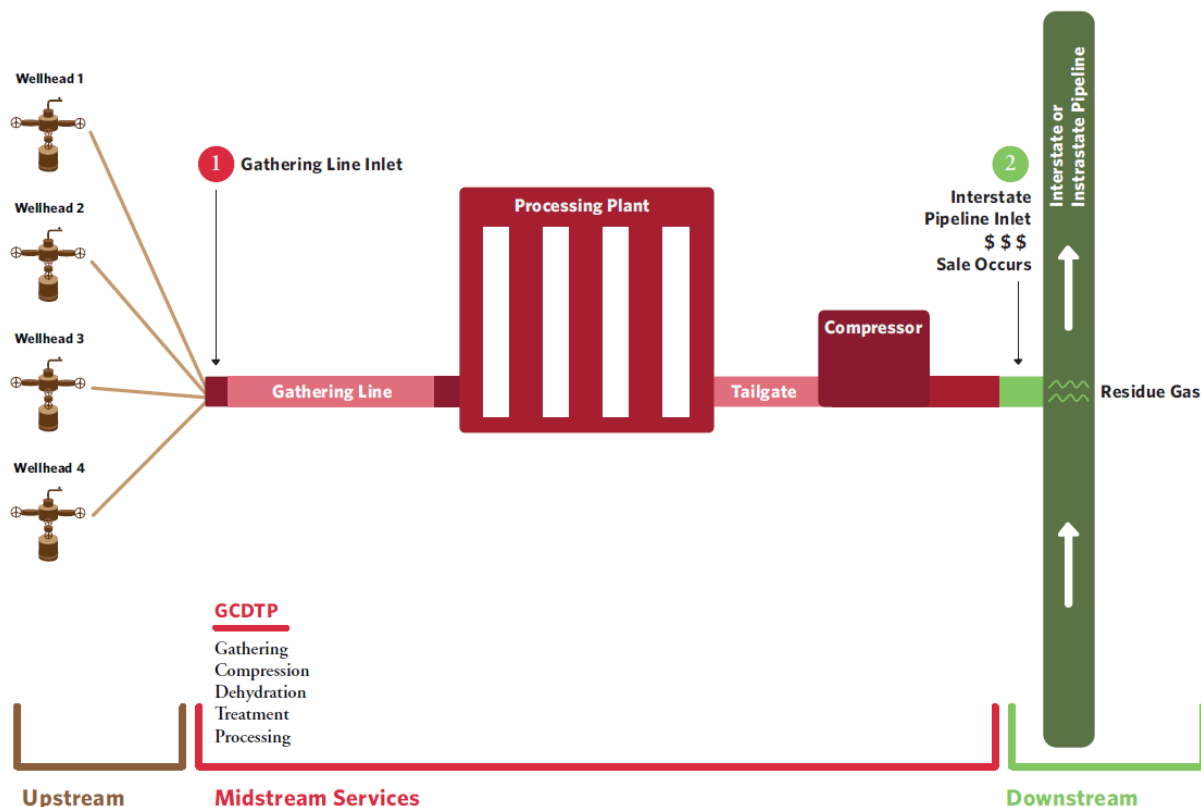 Wellhead 1
Wellhead 2
Wellhead 3
Wellhead 4
1
Gathering Line Inlet
Gathering Line
Processing Plant
Tailgate
Compressor
2
Interstate
Pipeline Inlet
$ $ $
Sale Occurs
Interstate or
Instrastate Pipeline
Residue Gas
GCDTP
Gathering
Compression
Dehydration
Treatment
Processing
Upstream
Midstream Services
Downstream